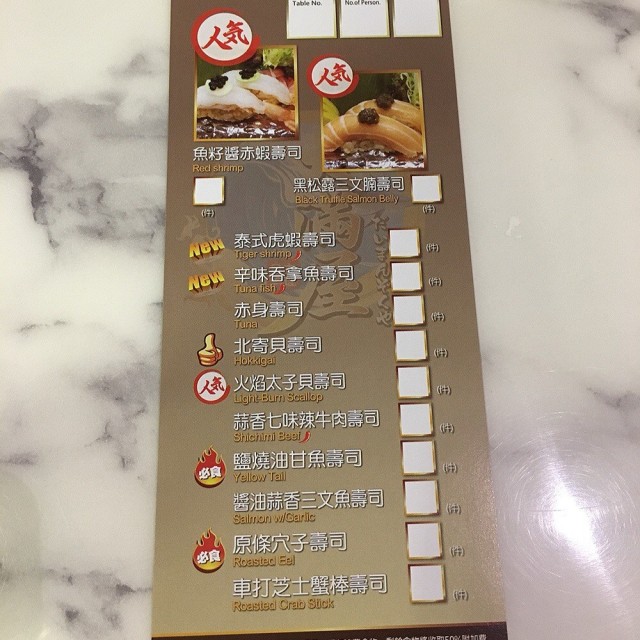 Table No.
No.of Person.
人気
人気
魚籽醬赤蝦壽司
Red shrimp
(件)
黑松露三文腩壽司
Black Truffle Salmon Belly
(件)
New
泰式虎蝦壽司
Tiger shrimp
(件)
New
辛味吞拿魚壽司
Tuna fish
(件)
赤身壽司
Tuna
(件)
北寄貝壽司
Hokkigai
(件)
人気
火焰太子貝壽司
Light-Burn Scallop
(件)
蒜香七味辣牛肉壽司
Shichimi Beef
(件)
必食
鹽燒油甘魚壽司
Yellow Tail
(件)
醬油蒜香三文魚壽司
Salmon w/Garlic
(件)
必食
原條穴子壽司
Roasted Eel
(件)
車打芝士蟹棒壽司
Roasted Crab Stick
(件)